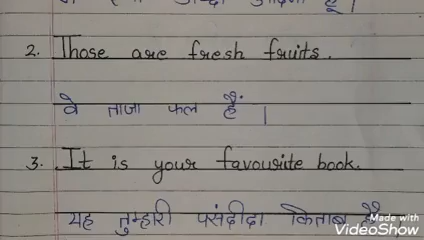 2. Those are fresh fruits.
वे ताजा फल हैं |
3. It is your favourite book.
यह तुम्हारी पसंदीदा किताब है
Made with
VideoShow